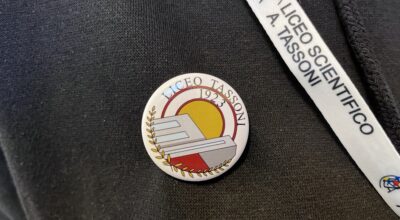 LICEO TASSONI
1923
LICEO SCIENTIFICO
A. TASSONI